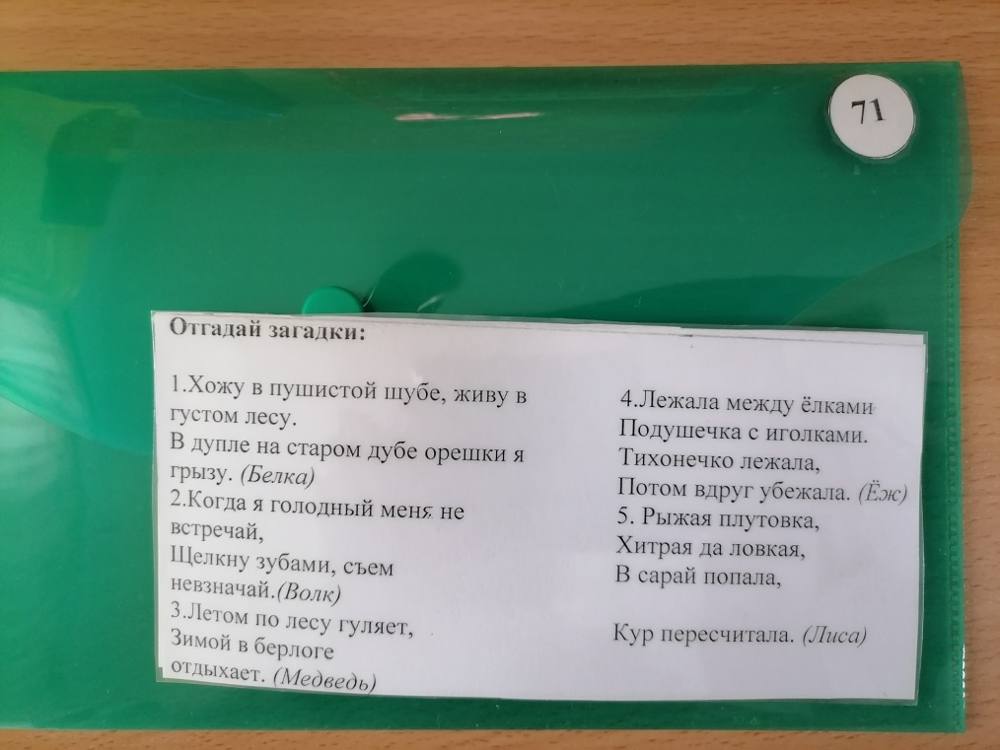 71
Отгадай загадки:
1.Хожу в пушистой шубе, живу в
густом лесу.
В дупле на старом дубе орешки я
грызу. (Белка)
2.Когда я голодный меня не
встречай,
Щелкну зубами, съем
невзначай.(Волк)
3.Летом по лесу гуляет,
Зимой в берлоге
отдыхает. (Медведь)
4.Лежала между ёлками
Подушечка с иголками.
Тихонечко лежала,
Потом вдруг убежала. (Ёж)
5. Рыжая плутовка,
Хитрая да ловкая,
В сарай попала,
Кур пересчитала. (Лиса)